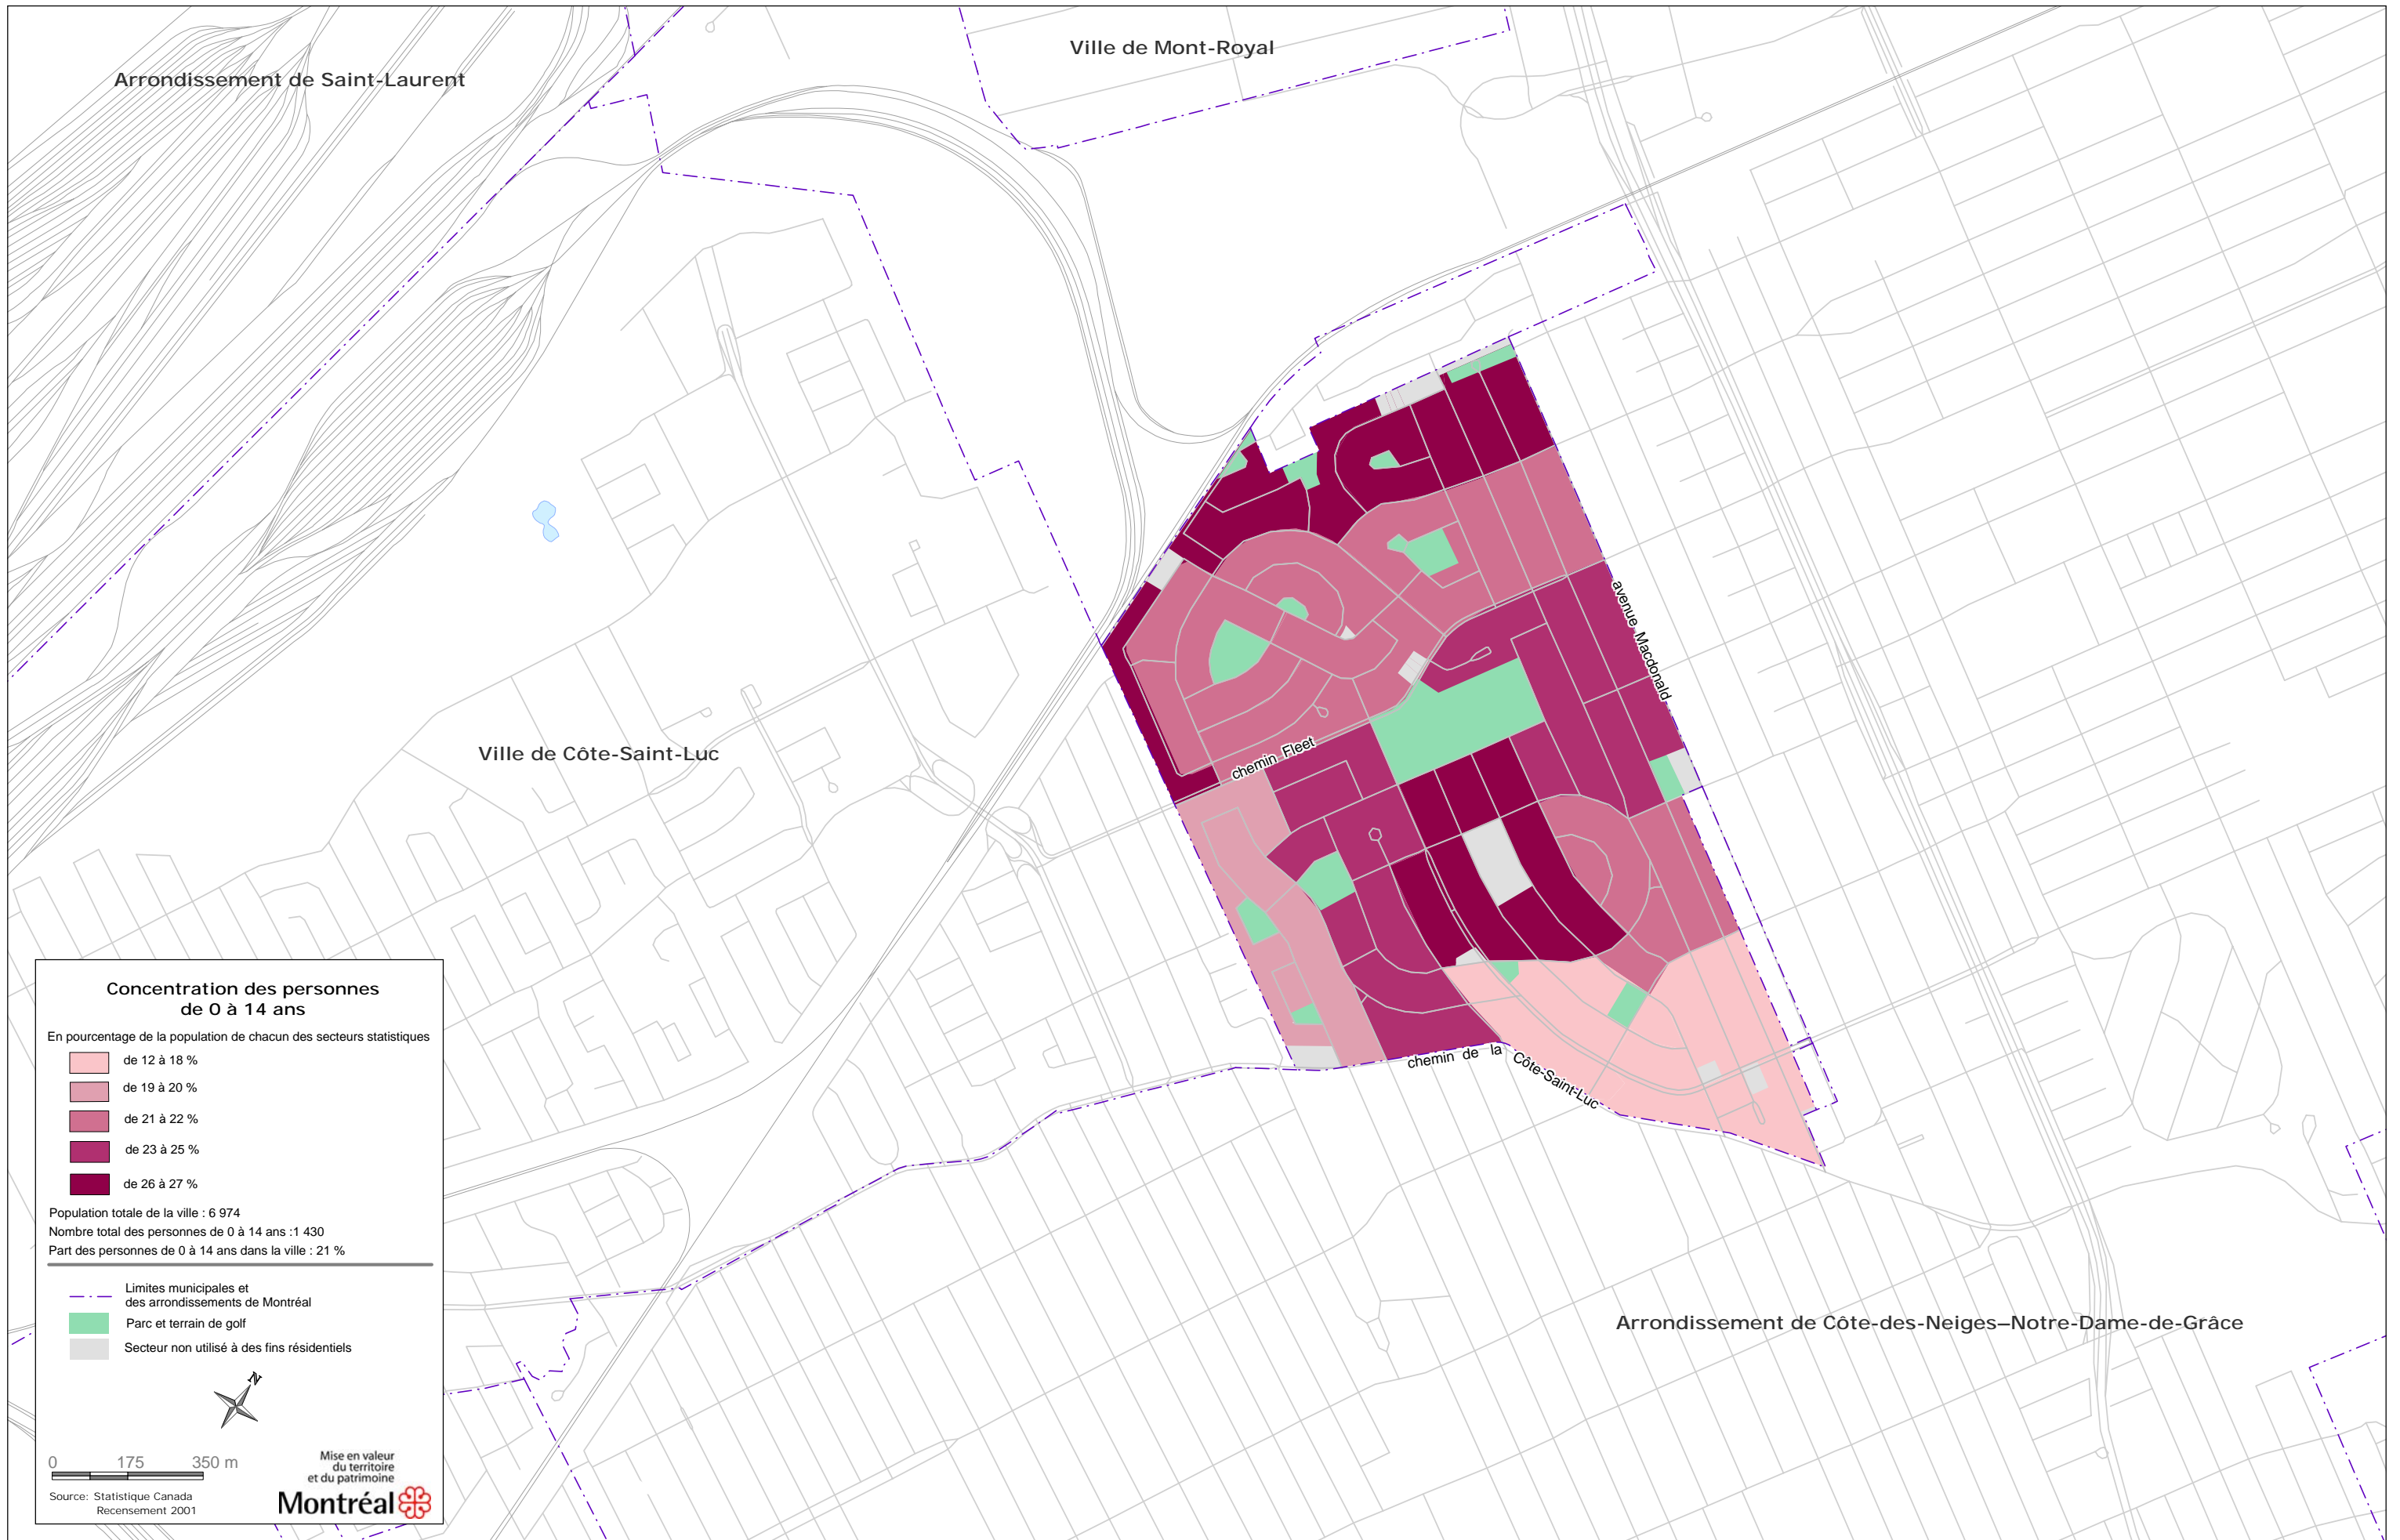 Arrondissement de Saint-Laurent
Ville de Mont-Royal
avenue Macdonald
Ville de Côte-Saint-Luc
chemin Fleet
chemin de la Côte-Saint-Luc
Arrondissement de Côte-des-Neiges–Notre-Dame-de-Grâce
Concentration des personnes
de 0 à 14 ans
En pourcentage de la population de chacun des secteurs statistiques
de 12 à 18 %
de 19 à 20 %
de 21 à 22 %
de 23 à 25 %
de 26 à 27 %
Population totale de la ville : 6 974
Nombre total des personnes de 0 à 14 ans :1 430
Part des personnes de 0 à 14 ans dans la ville : 21 %
Limites municipales et
des arrondissements de Montréal
Parc et terrain de golf
Secteur non utilisé à des fins résidentiels
N
0 175 350 m
Source: Statistique Canada
Recensement 2001
Mise en valeur
du territoire
et du patrimoine
Montréal